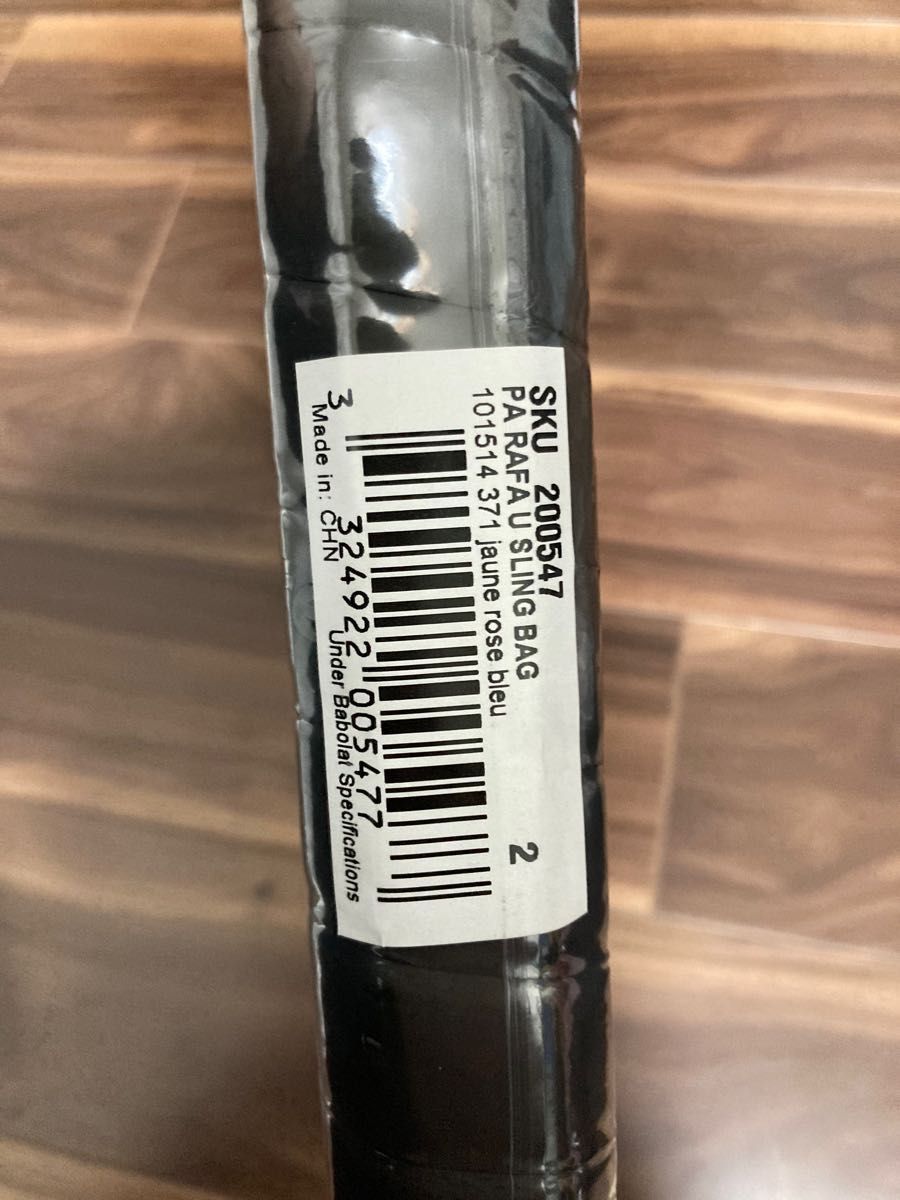 SKU 200547
PA RAFA U SLING BAG
101514 371 jaune rose bleu
2
3 324922 005477
Made in: CHN Under Babolat Specifications